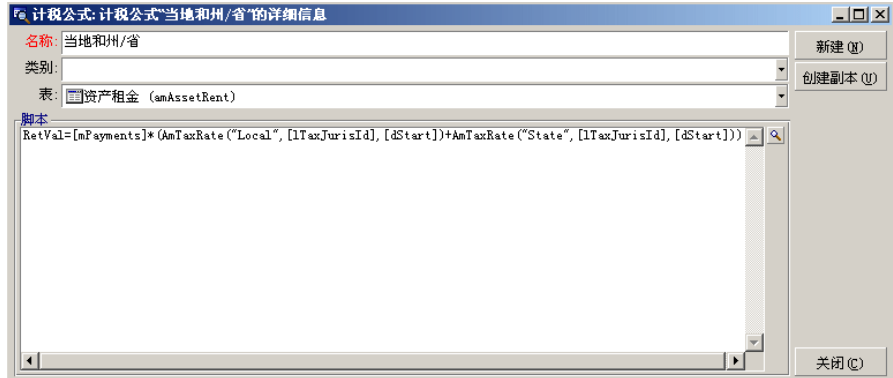 计税公式: 计税公式“当地和州/省”的详细信息
名称: 当地和州/省
新建(N)
类别:
创建副本(U)
表: 资产租金 (amAssetRent)
脚本
RetVal=[mPayments]*(AmTaxRate("Local",[lTaxJurisId],[dStart])+AmTaxRate("State",[lTaxJurisId],[dStart]))
关闭(C)